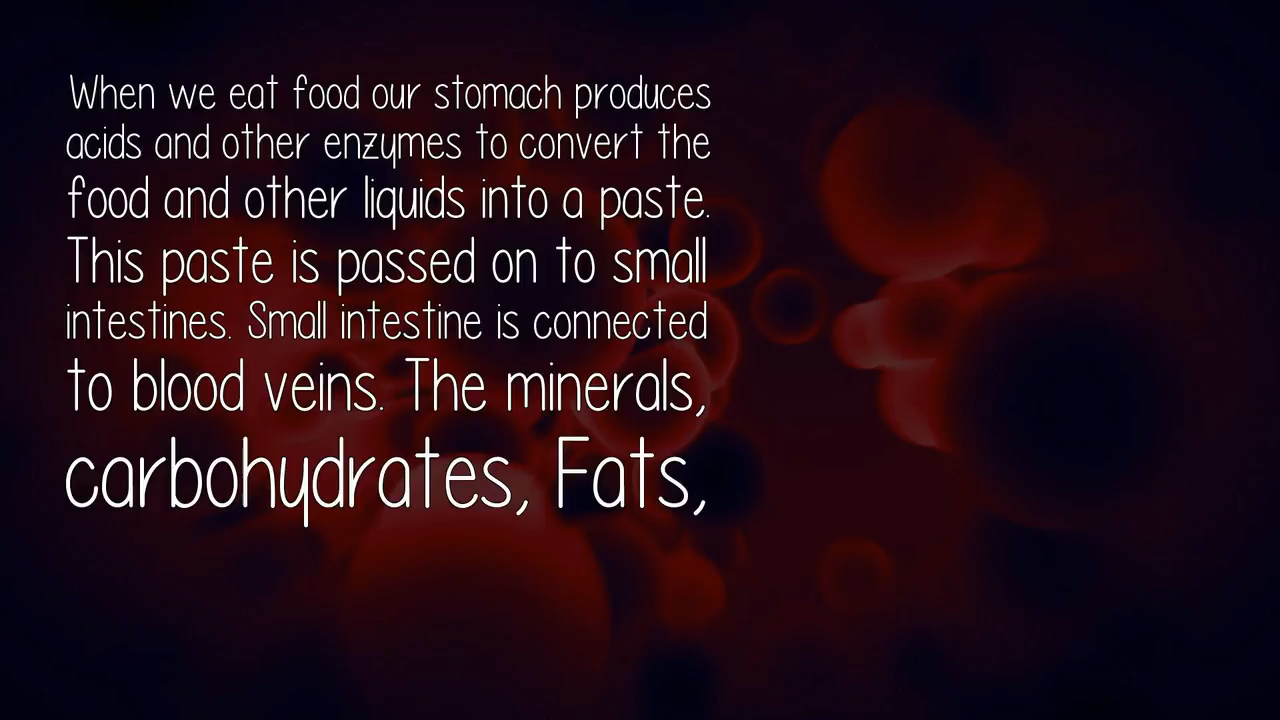 When we eat food our stomach produces
acids and other enzymes to convert the
food and other liquids into a paste.
This paste is passed on to small
intestines. Small intestine is connected
to blood veins. The minerals,
carbohydrates, Fats,